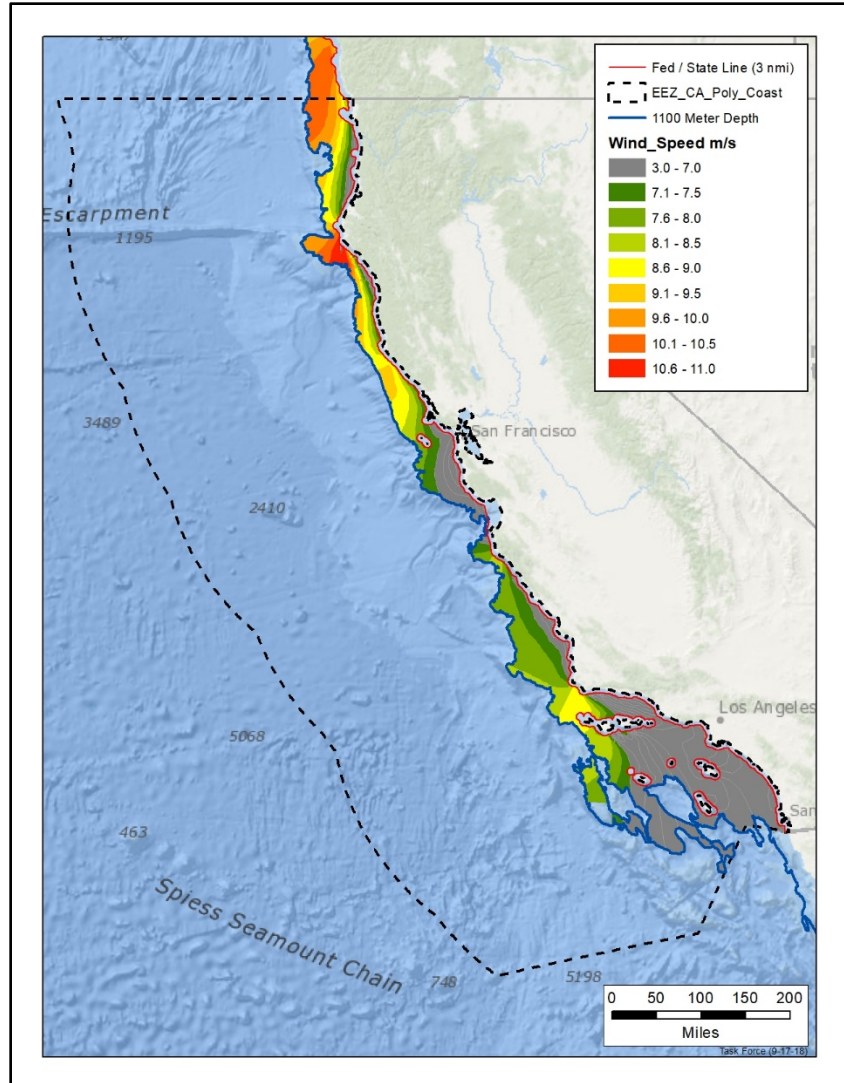 Fed / State Line (3 nmi)
EEZ_CA_Poly_Coast
1100 Meter Depth
Wind_Speed m/s
3.0 - 7.0
7.1 - 7.5
7.6 - 8.0
8.1 - 8.5
8.6 - 9.0
9.1 - 9.5
9.6 - 10.0
10.1 - 10.5
10.6 - 11.0
Escarpment
1195
3489
San Francisco
2410
Los Angeles
5068
San
463
Spiess Seamount Chain
748
5198
0 50 100 150 200
Miles
Task Force (9-17-18)